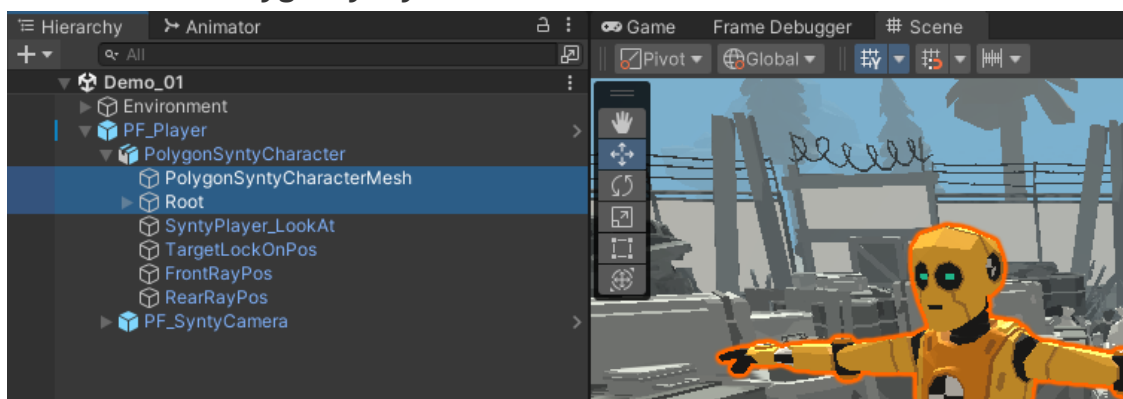 Hierarchy
Animator
Game
Frame Debugger
Scene
All
Pivot
Global
Demo_01
Environment
PF_Player
PolygonSyntyCharacter
PolygonSyntyCharacterMesh
Root
SyntyPlayer_LookAt
TargetLockOnPos
FrontRayPos
RearRayPos
PF_SyntyCamera